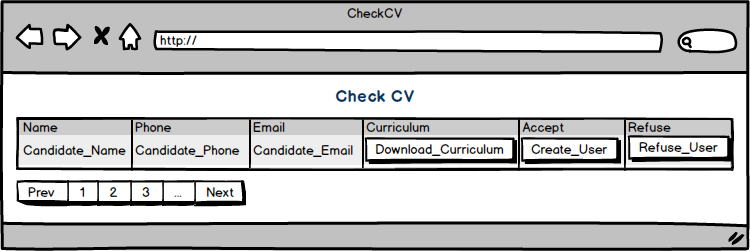 CheckCV
http://
Check CV
Name Phone Email Curriculum Accept Refuse
Candidate_Name Candidate_Phone Candidate_Email Download_Curriculum Create_User Refuse_User
Prev 1 2 3 ... Next